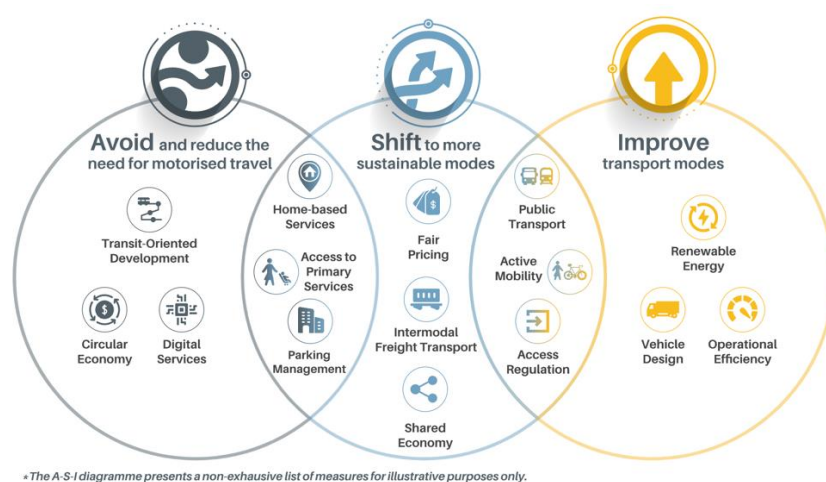 Avoid and reduce the
need for motorised travel
Shift to more
sustainable modes
Improve
transport modes
Transit-Oriented
Development
Circular
Economy
Digital
Services
Home-based
Services
Access to
Primary
Services
Parking
Management
Fair
Pricing
Intermodal
Freight Transport
Shared
Economy
Public
Transport
Active
Mobility
Access
Regulation
Renewable
Energy
Vehicle
Design
Operational
Efficiency
*The A-S-I diagramme presents a non-exhausive list of measures for illustrative purposes only.